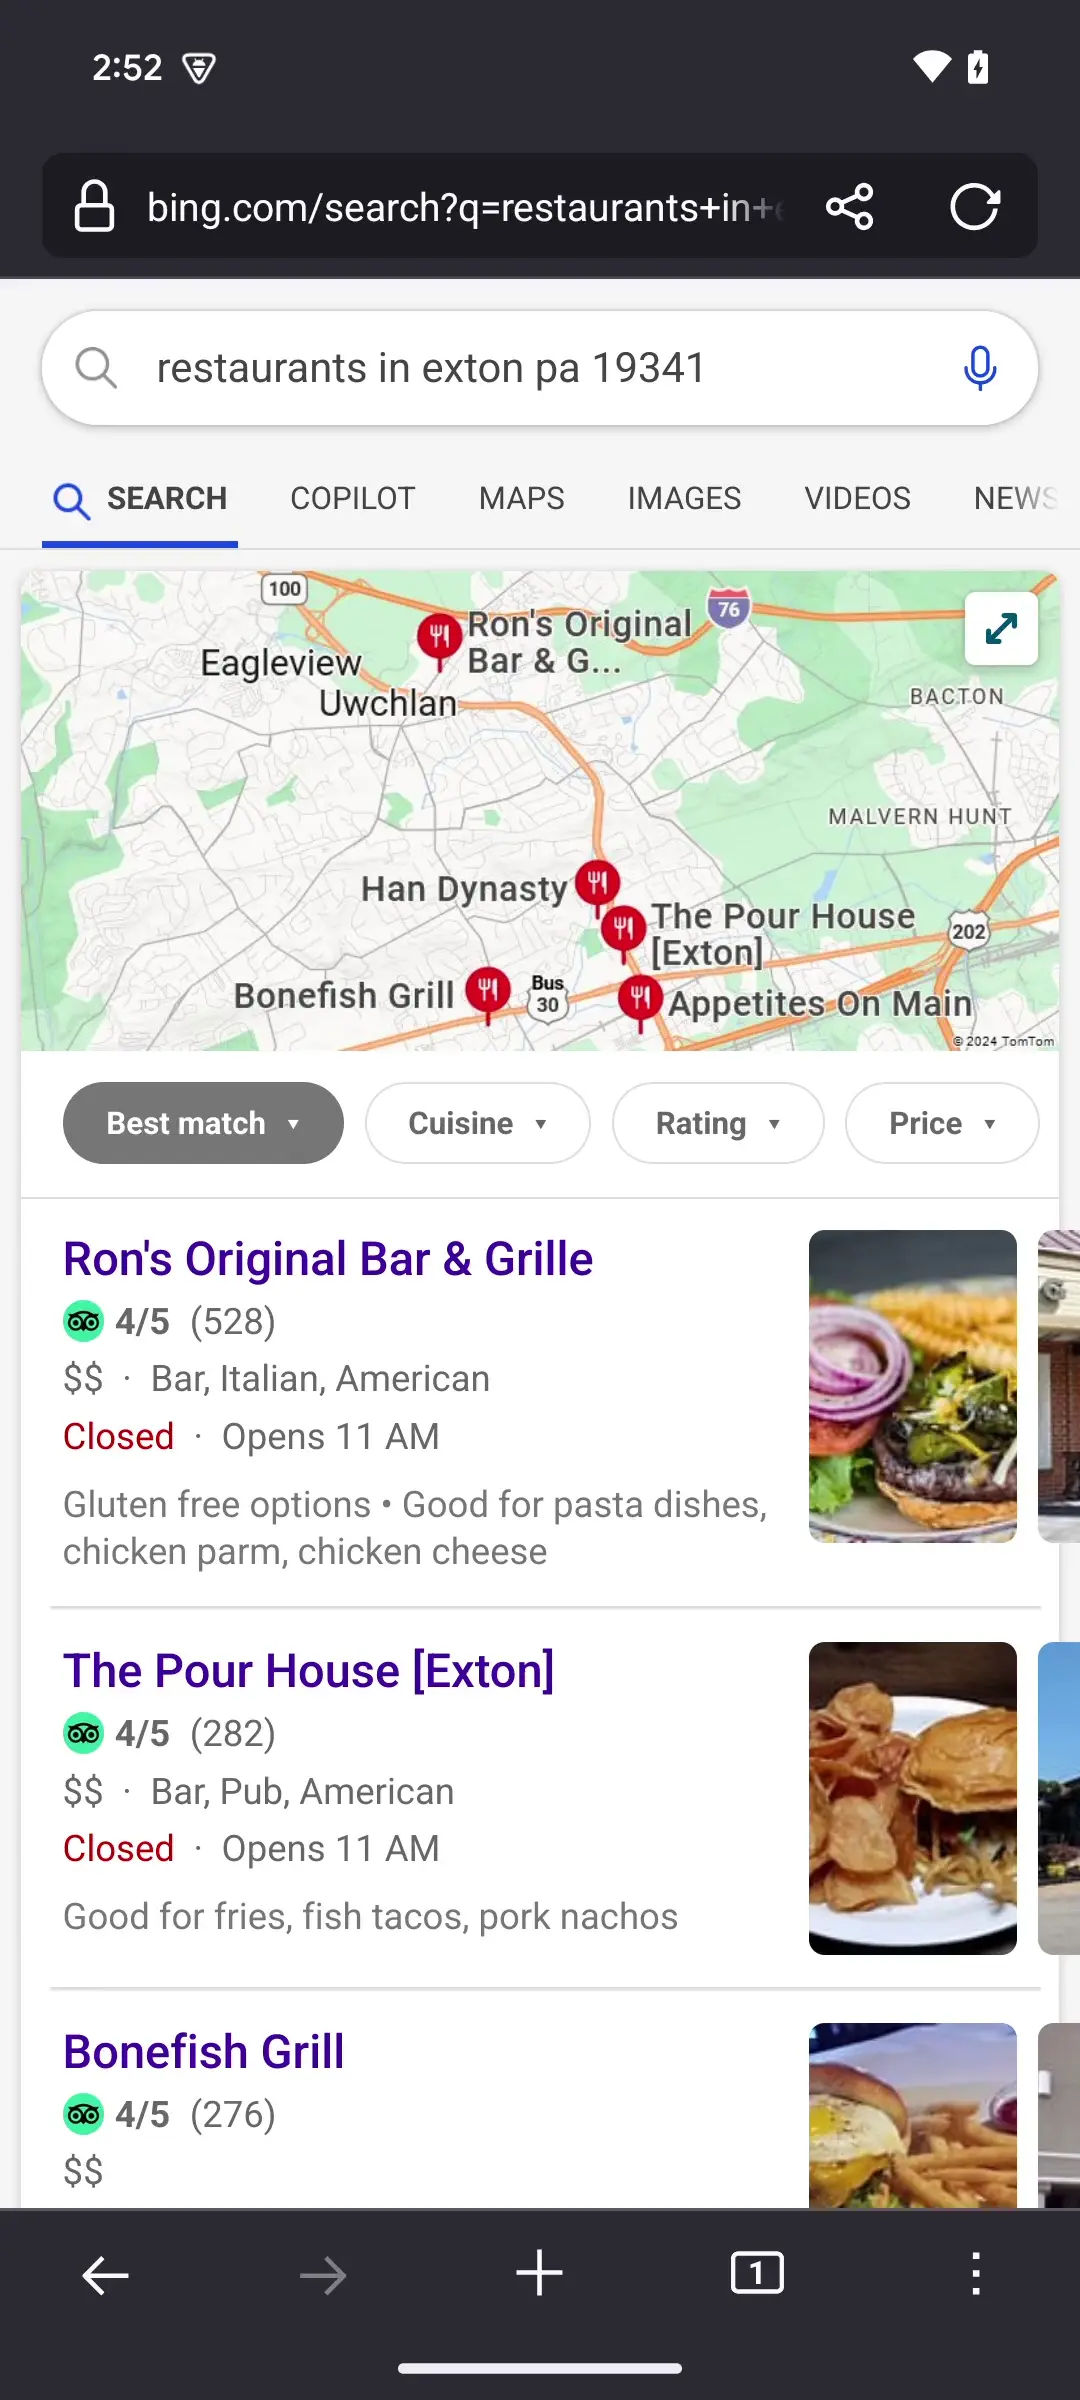 2:52
bing.com/search?q=restaurants+in+e
restaurants in exton pa 19341
SEARCH COPILOT MAPS IMAGES VIDEOS NEWS
100
Ron's Original
Bar & G...
76
Eagleview
Uwchlan
BACTON
MALVERN HUNT
Han Dynasty
The Pour House
[Exton]
202
Bonefish Grill
Bus
30
Appetites On Main
© 2024 TomTom
Best match Cuisine Rating Price
Ron's Original Bar & Grille
4/5 (528)
$$ · Bar, Italian, American
Closed · Opens 11 AM
Gluten free options • Good for pasta dishes,
chicken parm, chicken cheese
The Pour House [Exton]
4/5 (282)
$$ · Bar, Pub, American
Closed · Opens 11 AM
Good for fries, fish tacos, pork nachos
Bonefish Grill
4/5 (276)
$$
1